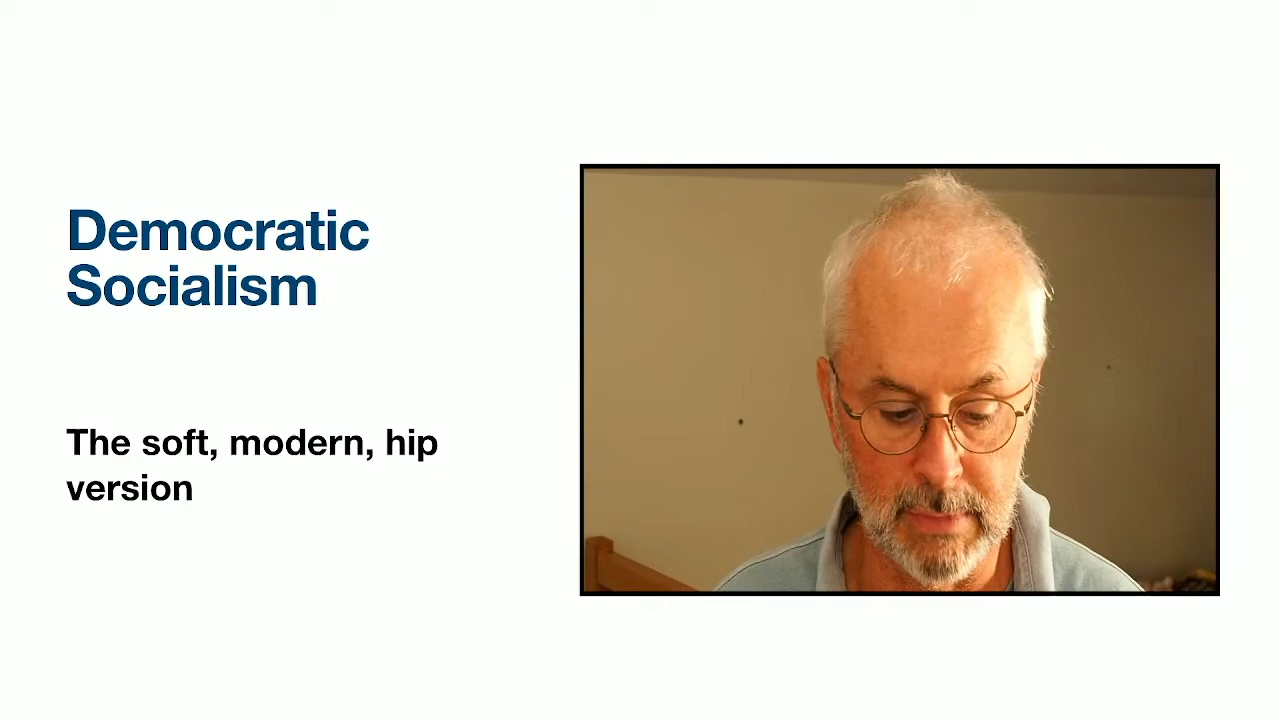 Democratic
Socialism
The soft, modern, hip
version